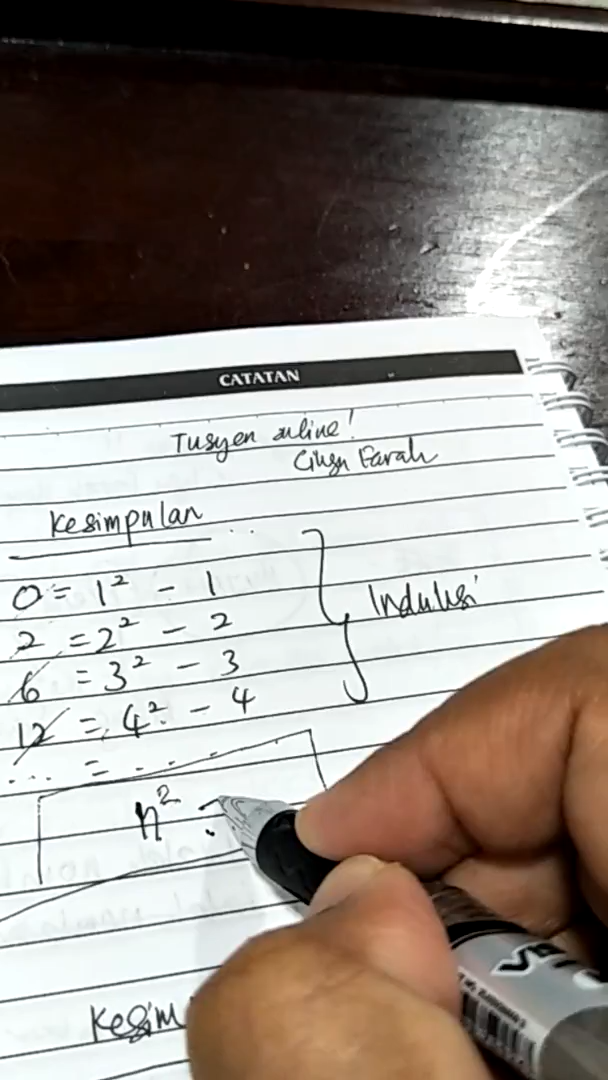 CATATAN
Tusyen online!
Cikgu Farah
Kesimpulan
0 = 1² - 1
2 = 2² - 2
6 = 3² - 3
12 = 4² - 4
... = ...
Induksi
n² -
Kesim